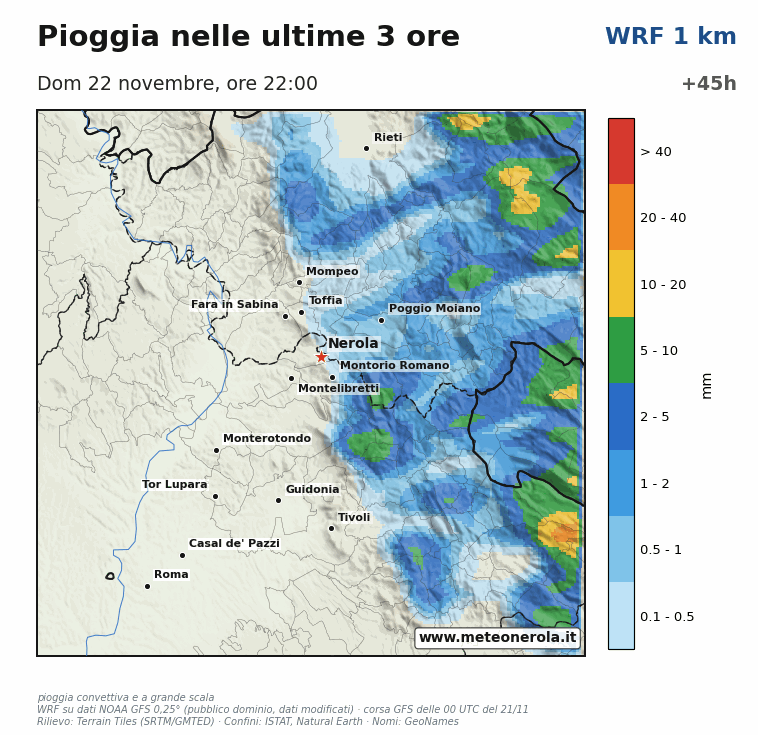 Pioggia nelle ultime 3 ore
WRF 1 km
Dom 22 novembre, ore 22:00
+45h
Rieti
Mompeo
Fara in Sabina
Toffia
Poggio Moiano
Nerola
Montorio Romano
Montelibretti
Monterotondo
Tor Lupara
Guidonia
Tivoli
Casal de' Pazzi
Roma
www.meteonerola.it
> 40
20 - 40
10 - 20
5 - 10
2 - 5
1 - 2
0.5 - 1
0.1 - 0.5
mm
pioggia convettiva e a grande scala
WRF su dati NOAA GFS 0,25° (pubblico dominio, dati modificati) · corsa GFS delle 00 UTC del 21/11
Rilievo: Terrain Tiles (SRTM/GMTED) · Confini: ISTAT, Natural Earth · Nomi: GeoNames